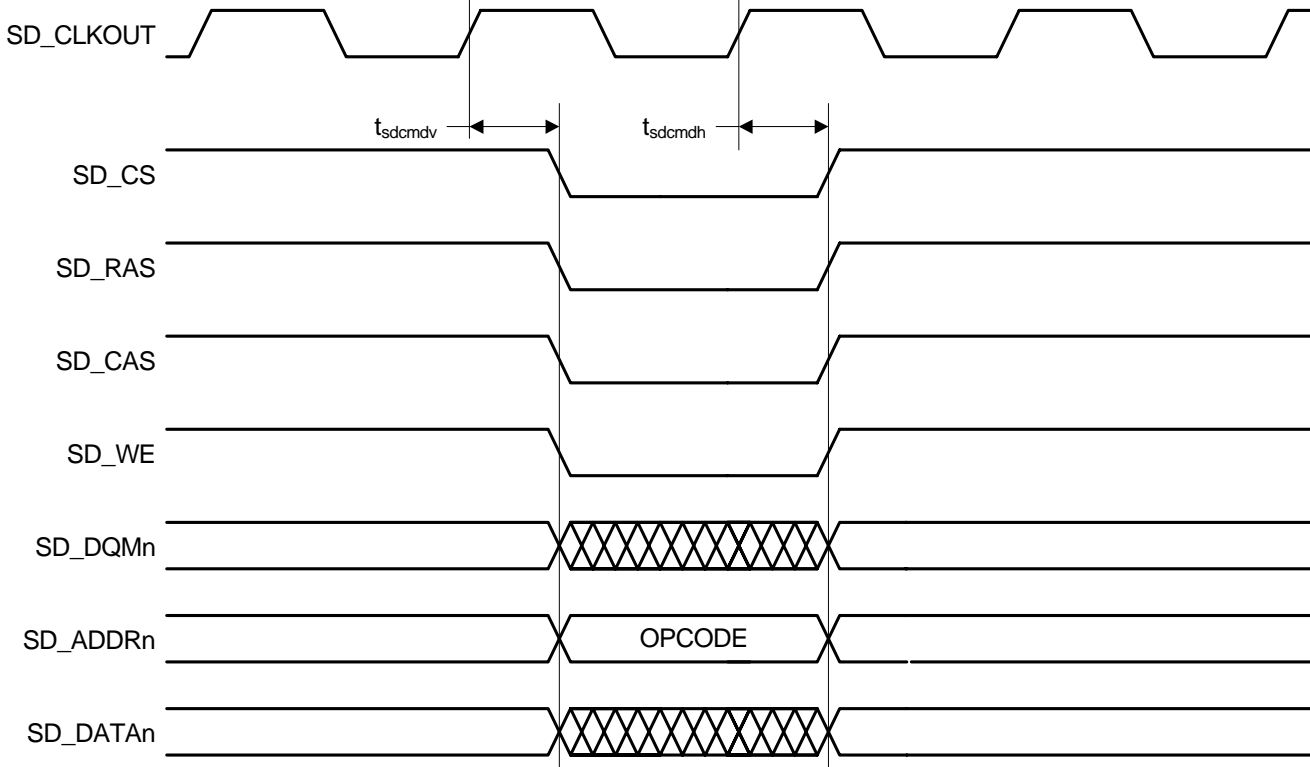 SD_CLKOUT
tsdcmdv
tsdcmdh
SD_CS
SD_RAS
SD_CAS
SD_WE
SD_DQMn
SD_ADDRn
OPCODE
SD_DATAn